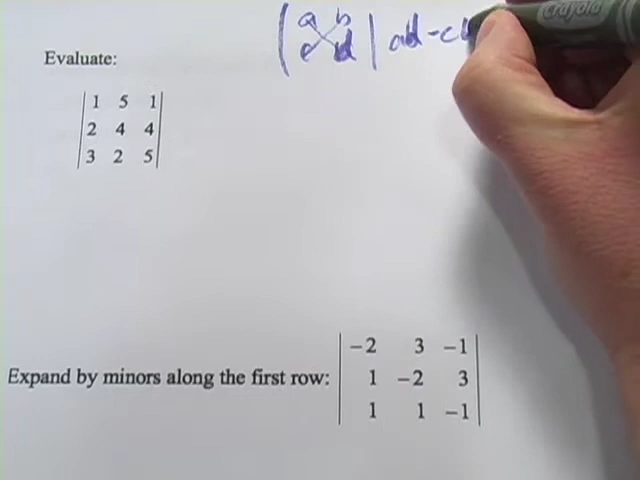 | a b | ad - cb
c d
Evaluate:
1 5 1
2 4 4
3 2 5
Expand by minors along the first row:
-2 3 -1
1 -2 3
1 1 -1
Crayola